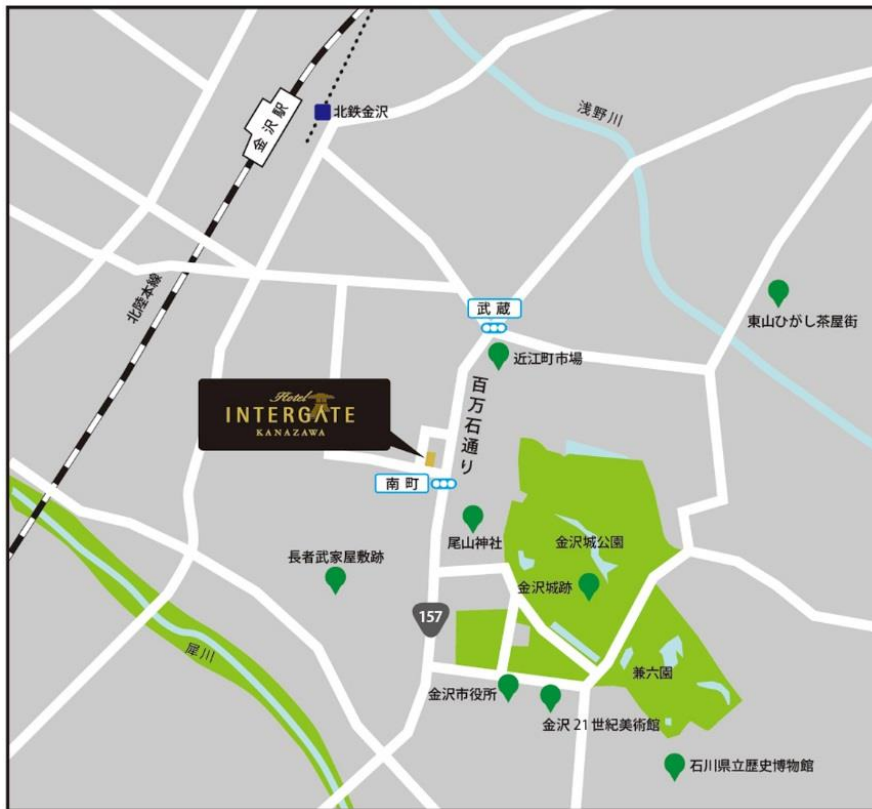 北鉄金沢
金沢駅
浅野川
北陸本線
武蔵
東山ひがし茶屋街
近江町市場
百万石通り
Hotel
INTERGATE
KANAZAWA
南町
尾山神社
金沢城公園
長者武家屋敷跡
金沢城跡
157
犀川
兼六園
金沢市役所
金沢21世紀美術館
石川県立歴史博物館